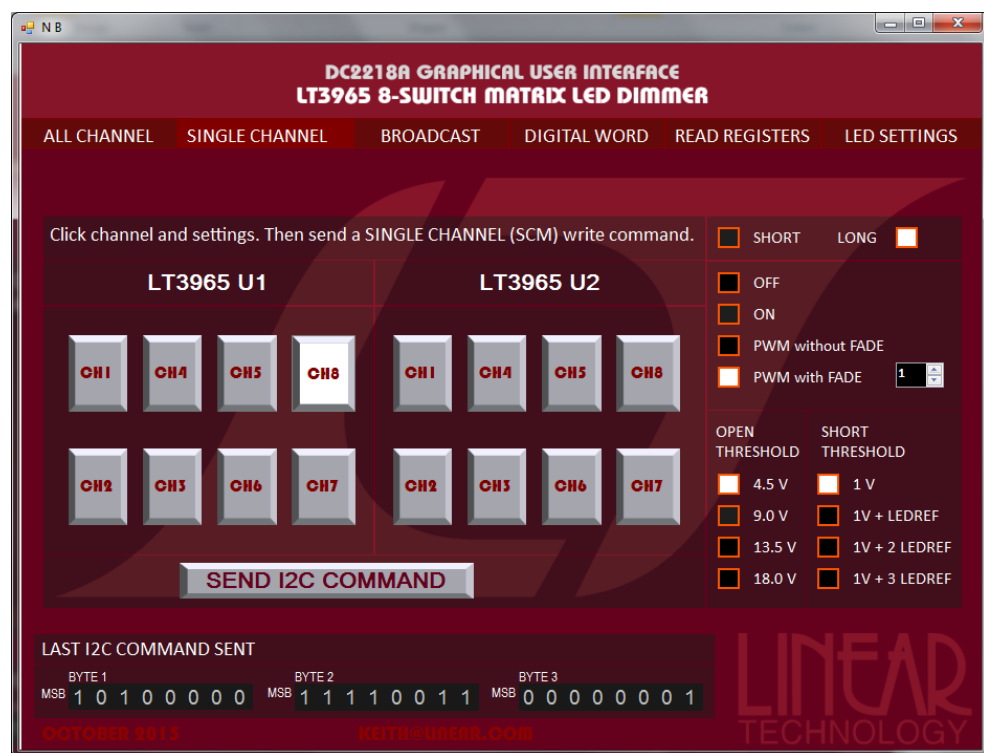 N B
DC2218A GRAPHICAL USER INTERFACE
LT3965 8-SWITCH MATRIX LED DIMMER
ALL CHANNEL SINGLE CHANNEL BROADCAST DIGITAL WORD READ REGISTERS LED SETTINGS
Click channel and settings. Then send a SINGLE CHANNEL (SCM) write command.
SHORT LONG
LT3965 U1 LT3965 U2
OFF
ON
PWM without FADE
PWM with FADE 1
CH1 CH4 CH5 CH8 CH1 CH4 CH5 CH8
CH2 CH3 CH6 CH7 CH2 CH3 CH6 CH7
OPEN THRESHOLD SHORT THRESHOLD
4.5 V 1 V
9.0 V 1V + LEDREF
13.5 V 1V + 2 LEDREF
18.0 V 1V + 3 LEDREF
SEND I2C COMMAND
LAST I2C COMMAND SENT
BYTE 1 BYTE 2 BYTE 3
MSB 1 0 1 0 0 0 0 0 MSB 1 1 1 1 0 0 1 1 MSB 0 0 0 0 0 0 0 1
OCTOBER 2015 KEITH@LINEAR.COM
LINEAR
TECHNOLOGY